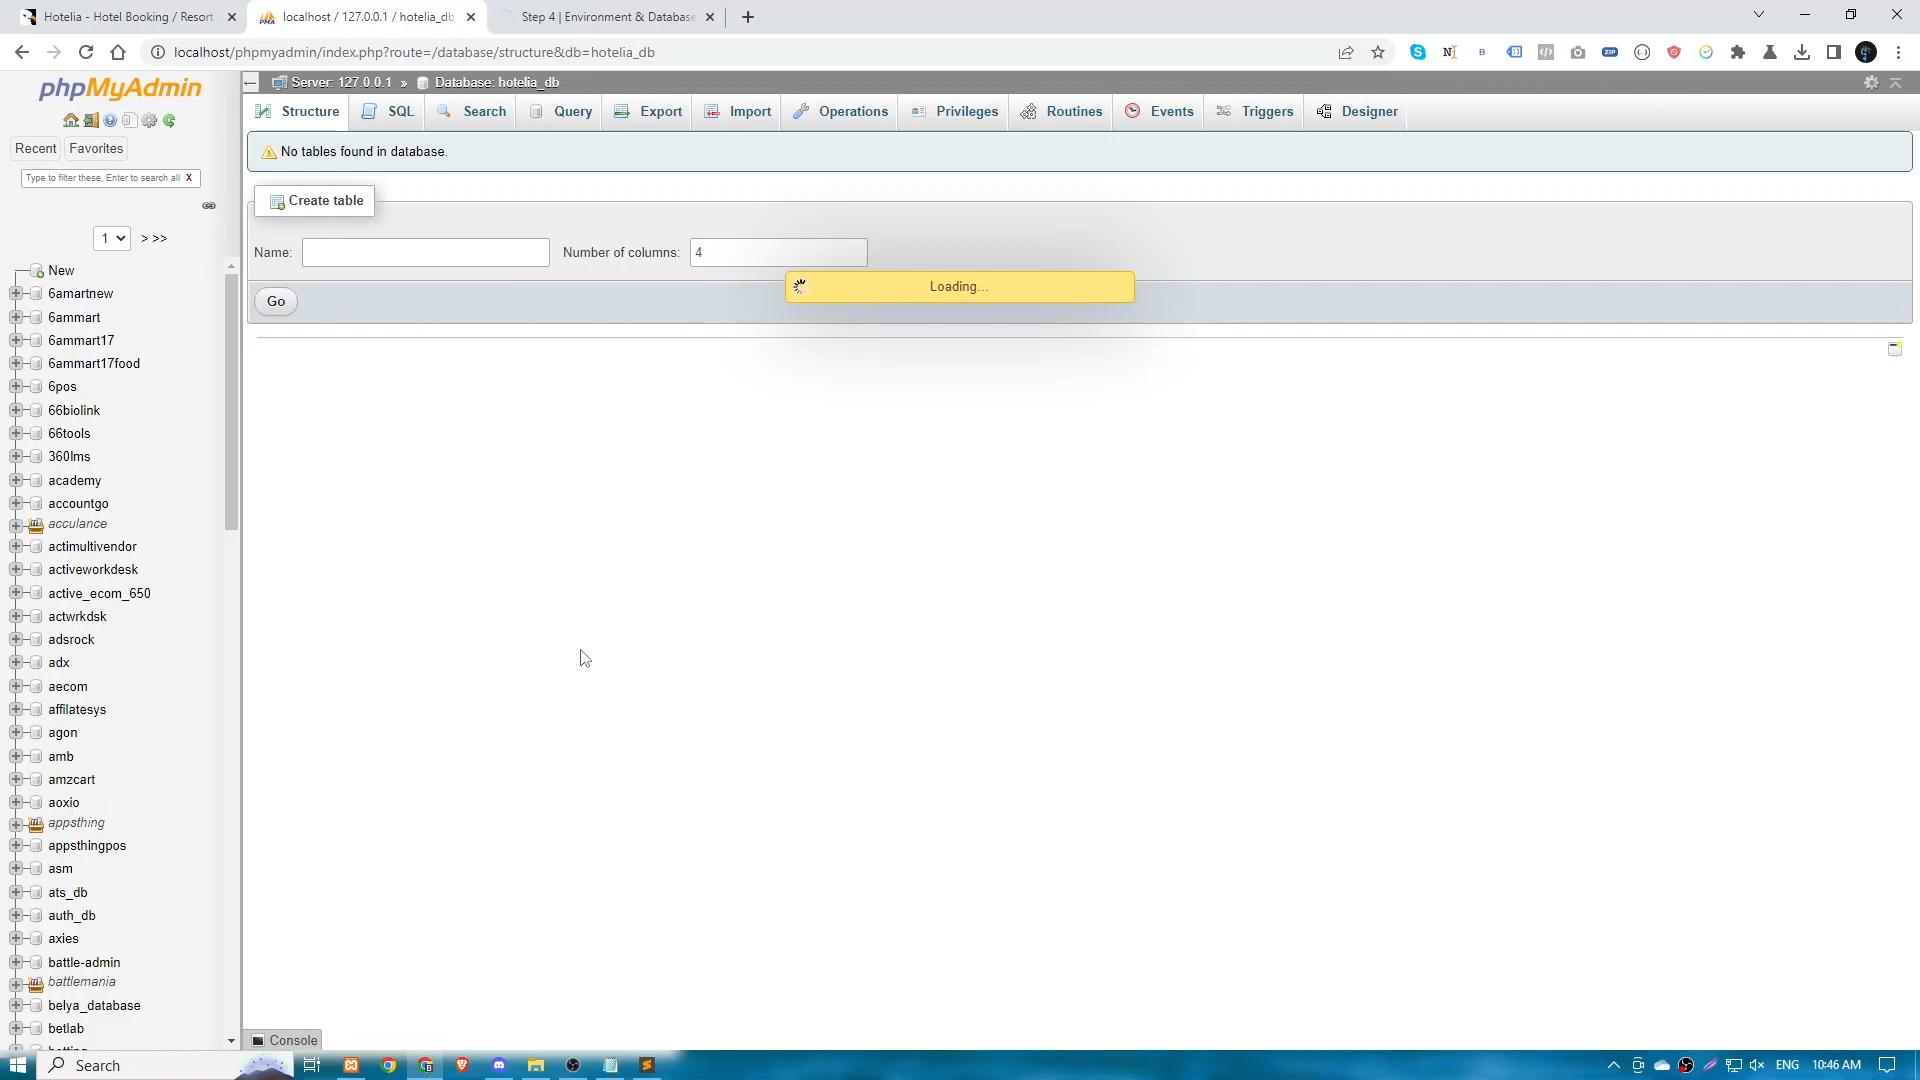 Hotelia - Hotel Booking / Resort
localhost / 127.0.0.1 / hotelia_db
Step 4 | Environment & Database
localhost/phpmyadmin/index.php?route=/database/structure&db=hotelia_db
phpMyAdmin
Recent
Favorites
Type to filter these, Enter to search all X
1 > >>
New
6amartnew
6ammart
6ammart17
6ammart17food
6pos
66biolink
66tools
360lms
academy
accountgo
acculance
actimultivendor
activeworkdesk
active_ecom_650
actwrkdsk
adsrock
adx
aecom
affilatesys
agon
amb
amzcart
aoxio
appsthing
appsthingpos
asm
ats_db
auth_db
axies
battle-admin
battlemania
belya_database
betlab
Server: 127.0.0.1 » Database: hotelia_db
Structure
SQL
Search
Query
Export
Import
Operations
Privileges
Routines
Events
Triggers
Designer
No tables found in database.
Create table
Name:
Number of columns: 4
Loading...
Go
Console
Search
ENG
10:46 AM